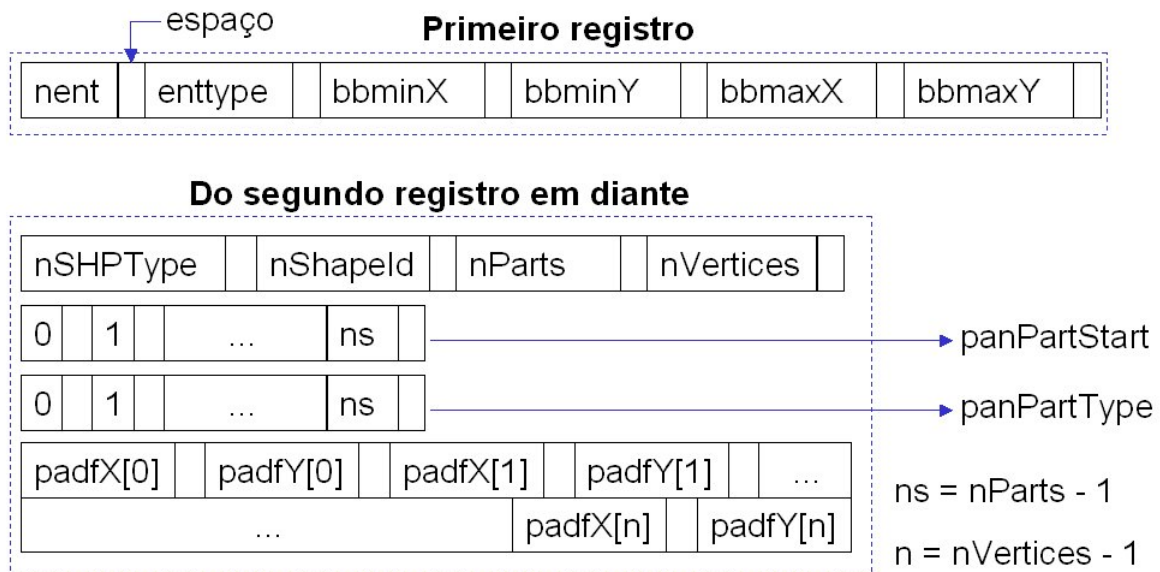 espaço
Primeiro registro
nent enttype bbminX bbminY bbmaxX bbmaxY
Do segundo registro em diante
nSHPType nShapeId nParts nVertices
0 1 ... ns panPartStart
0 1 ... ns panPartType
padfX[0] padfY[0] padfX[1] padfY[1] ...
... padfX[n] padfY[n]
ns = nParts - 1
n = nVertices - 1